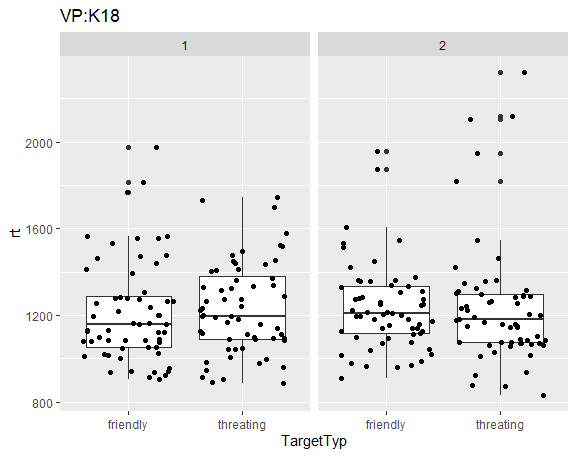 VP:K18
1
2
rt
2000
1600
1200
800
friendly
threating
friendly
threating
TargetTyp